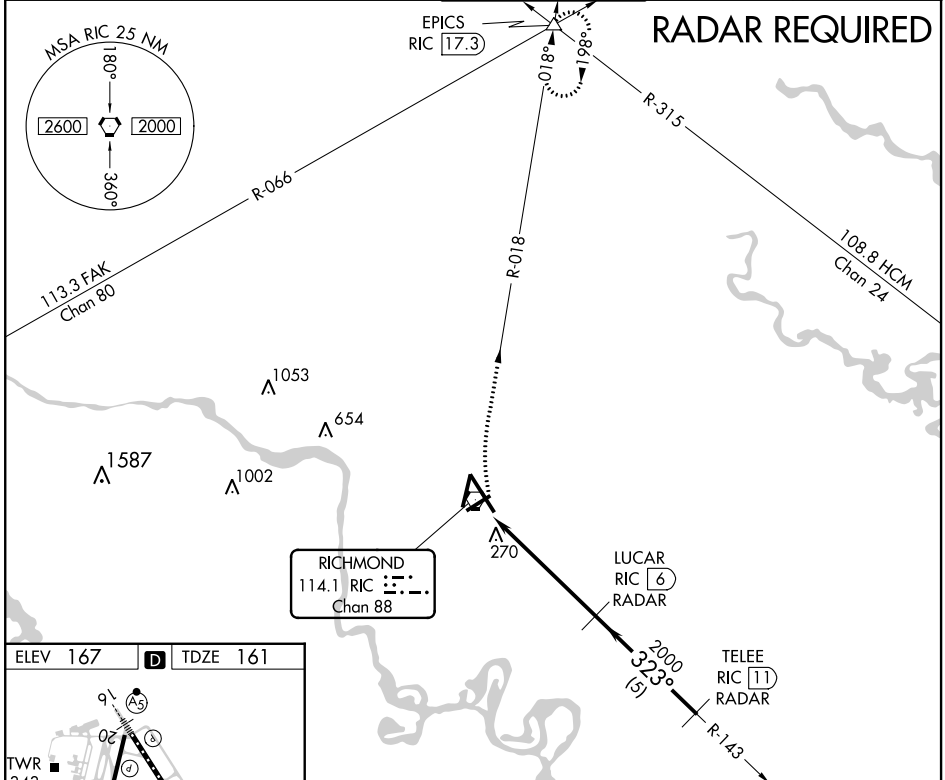 RADAR REQUIRED
EPICS
RIC 17.3
018°
198°
MSA RIC 25 NM
180°
2600
2000
360°
R-066
113.3 FAK
Chan 80
R-315
108.8 HCM
Chan 24
R-018
1053
654
1587
1002
270
RICHMOND
114.1 RIC
Chan 88
LUCAR
RIC 6
RADAR
2000
323°
(5)
TELEE
RIC 11
RADAR
R-143
ELEV 167 D TDZE 161
16
A5
20
P
P
TWR